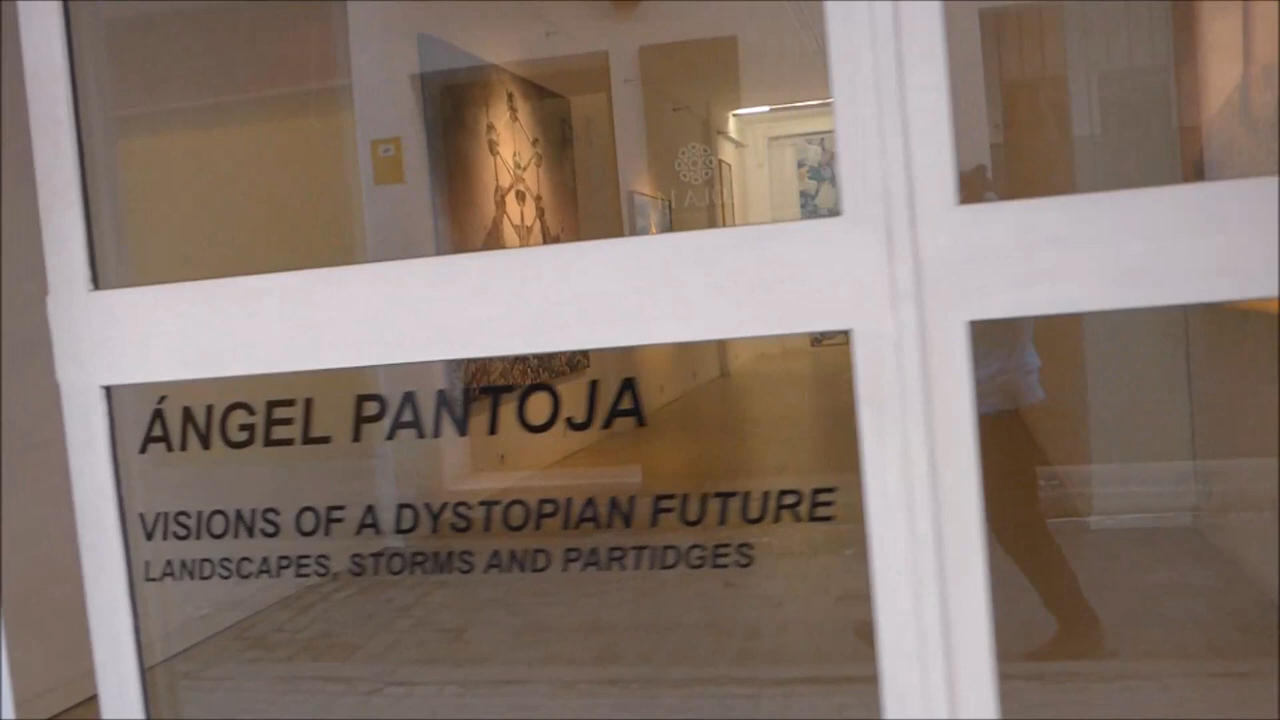 ÁNGEL PANTOJA
VISIONS OF A DYSTOPIAN FUTURE
LANDSCAPES, STORMS AND PARTIDGES